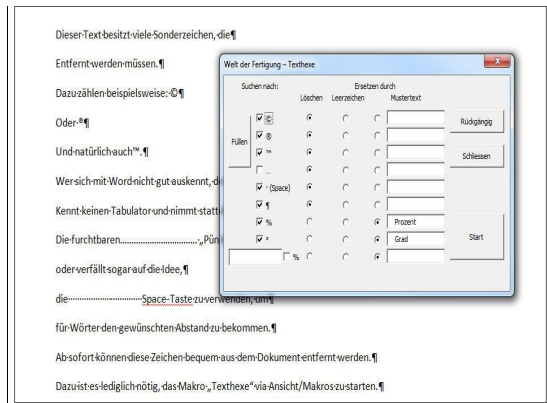 Dieser·Text·besitzt·viele·Sonderzeichen,·die¶
Entfernt·werden·müssen.¶
Dazu·zählen·beispielsweise:·©¶
Oder·®¶
Und·natürlich·auch™.¶
Wer·sich·mit·Word·nicht·gut·auskennt,
Kennt·keinen·Tabulator·und·nimmt·statt
Die·furchtbaren...................................·„Pün
oder·verfällt·sogar·auf·die·Idee,¶
die·································Space-Taste·zu·verwenden,·um¶
für·Wörter·den·gewünschten·Abstand·zu·bekommen.¶
Ab·sofort·können·diese·Zeichen·bequem·aus·dem·Dokument·entfernt·werden.¶
Dazu·ist·es·lediglich·nötig,·das·Makro·„Texthexe“·via·Ansicht/Makros·zu·starten.¶
Welt der Fertigung – Texthexe
Suchen nach: Ersetzen durch
Löschen Leerzeichen Mustertext
Füllen
©
®
™
...
· (Space)
¶
% Prozent
° Grad
%
Rückgängig
Schliessen
Start